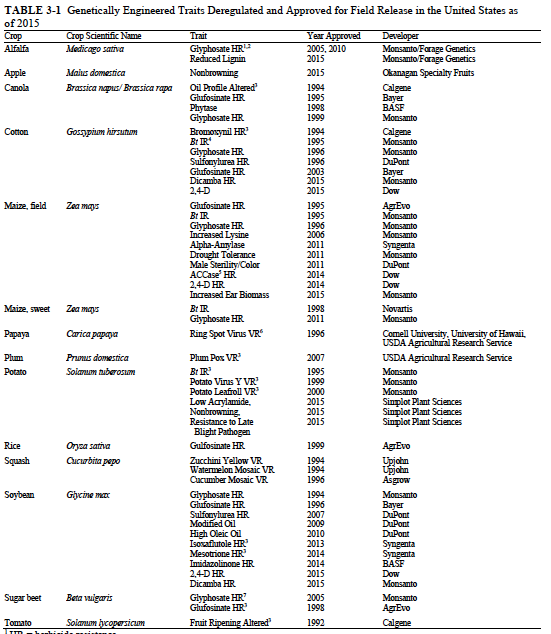 TABLE 3-1 Genetically Engineered Traits Deregulated and Approved for Field Release in the United States as
of 2015
Crop Crop Scientific Name Trait Year Approved Developer
Alfalfa Medicago sativa Glyphosate HR1,2 2005, 2010 Monsanto/Forage Genetics
Reduced Lignin 2015 Monsanto/Forage Genetics
Apple Malus domestica Nonbrowning 2015 Okanagan Specialty Fruits
Canola Brassica napus/ Brassica rapa Oil Profile Altered3 1994 Calgene
Glufosinate HR 1995 Bayer
Phytase 1998 BASF
Glyphosate HR 1999 Monsanto
Cotton Gossypium hirsutum Bromoxynil HR3 1994 Calgene
Bt IR4 1995 Monsanto
Glyphosate HR 1996 Monsanto
Sulfonylurea HR 1996 DuPont
Glufosinate HR 2003 Bayer
Dicamba HR 2015 Monsanto
2,4-D 2015 Dow
Maize, field Zea mays Glufosinate HR 1995 AgrEvo
Bt IR 1995 Monsanto
Glyphosate HR 1996 Monsanto
Increased Lysine 2006 Monsanto
Alpha-Amylase 2011 Syngenta
Drought Tolerance 2011 Monsanto
Male Sterility/Color 2011 DuPont
ACCase5 HR 2014 Dow
2,4-D HR 2014 Dow
Increased Ear Biomass 2015 Monsanto
Maize, sweet Zea mays Bt IR 1998 Novartis
Glyphosate HR 2011 Monsanto
Papaya Carica papaya Ring Spot Virus VR6 1996 Cornell University, University of Hawaii,
USDA Agricultural Research Service
Plum Prunus domestica Plum Pox VR3 2007 USDA Agricultural Research Service
Potato Solanum tuberosum Bt IR3 1995 Monsanto
Potato Virus Y VR3 1999 Monsanto
Potato Leafroll VR3 2000 Monsanto
Low Acrylamide, 2015 Simplot Plant Sciences
Nonbrowning, 2015 Simplot Plant Sciences
Resistance to Late 2015 Simplot Plant Sciences
Blight Pathogen
Rice Oryza sativa Gulfosinate HR 1999 AgrEvo
Squash Cucurbita pepo Zucchini Yellow VR 1994 Upjohn
Watermelon Mosaic VR 1994 Upjohn
Cucumber Mosaic VR 1996 Asgrow
Soybean Glycine max Glyphosate HR 1994 Monsanto
Glufosinate HR 1996 Bayer
Sulfonylurea HR 2007 DuPont
Modified Oil 2009 DuPont
High Oleic Oil 2010 DuPont
Isoxaflutole HR3 2013 Syngenta
Mesotrione HR3 2014 Syngenta
Imidazolinone HR 2014 BASF
2,4-D HR 2015 Dow
Dicamba HR 2015 Monsanto
Sugar beet Beta vulgaris Glyphosate HR7 2005 Monsanto
Glufosinate HR3 1998 AgrEvo
Tomato Solanum lycopersicum Fruit Ripening Altered3 1992 Calgene